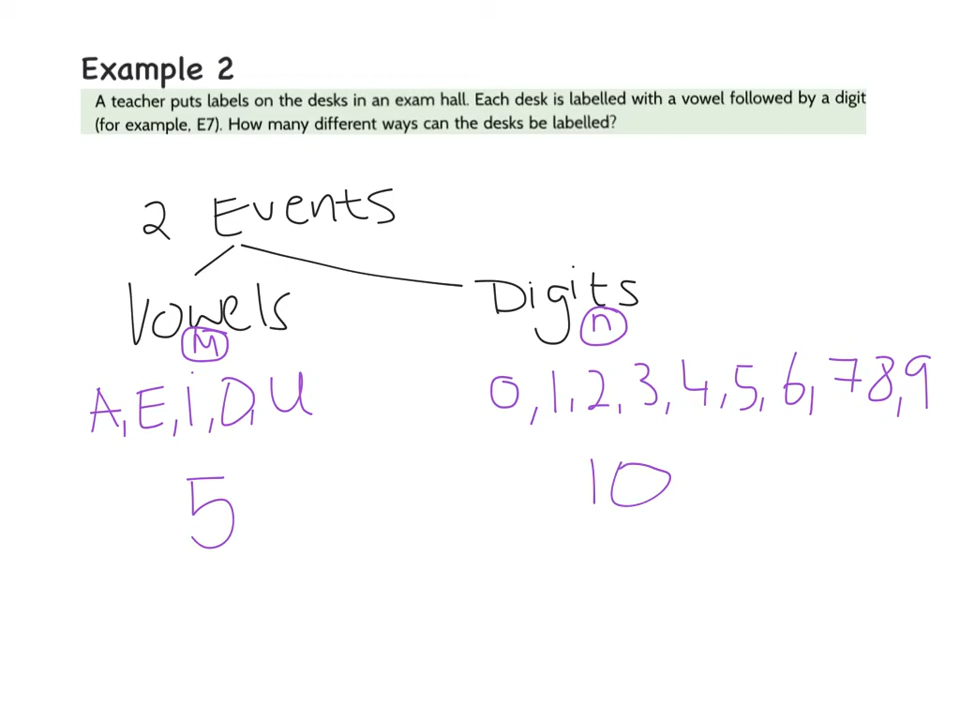 Example 2
A teacher puts labels on the desks in an exam hall. Each desk is labelled with a vowel followed by a digit
(for example, E7). How many different ways can the desks be labelled?
2 Events
Vowels
Digits
M
n
A, E, i, O, U
0, 1, 2, 3, 4, 5, 6, 7 8, 9
5
10